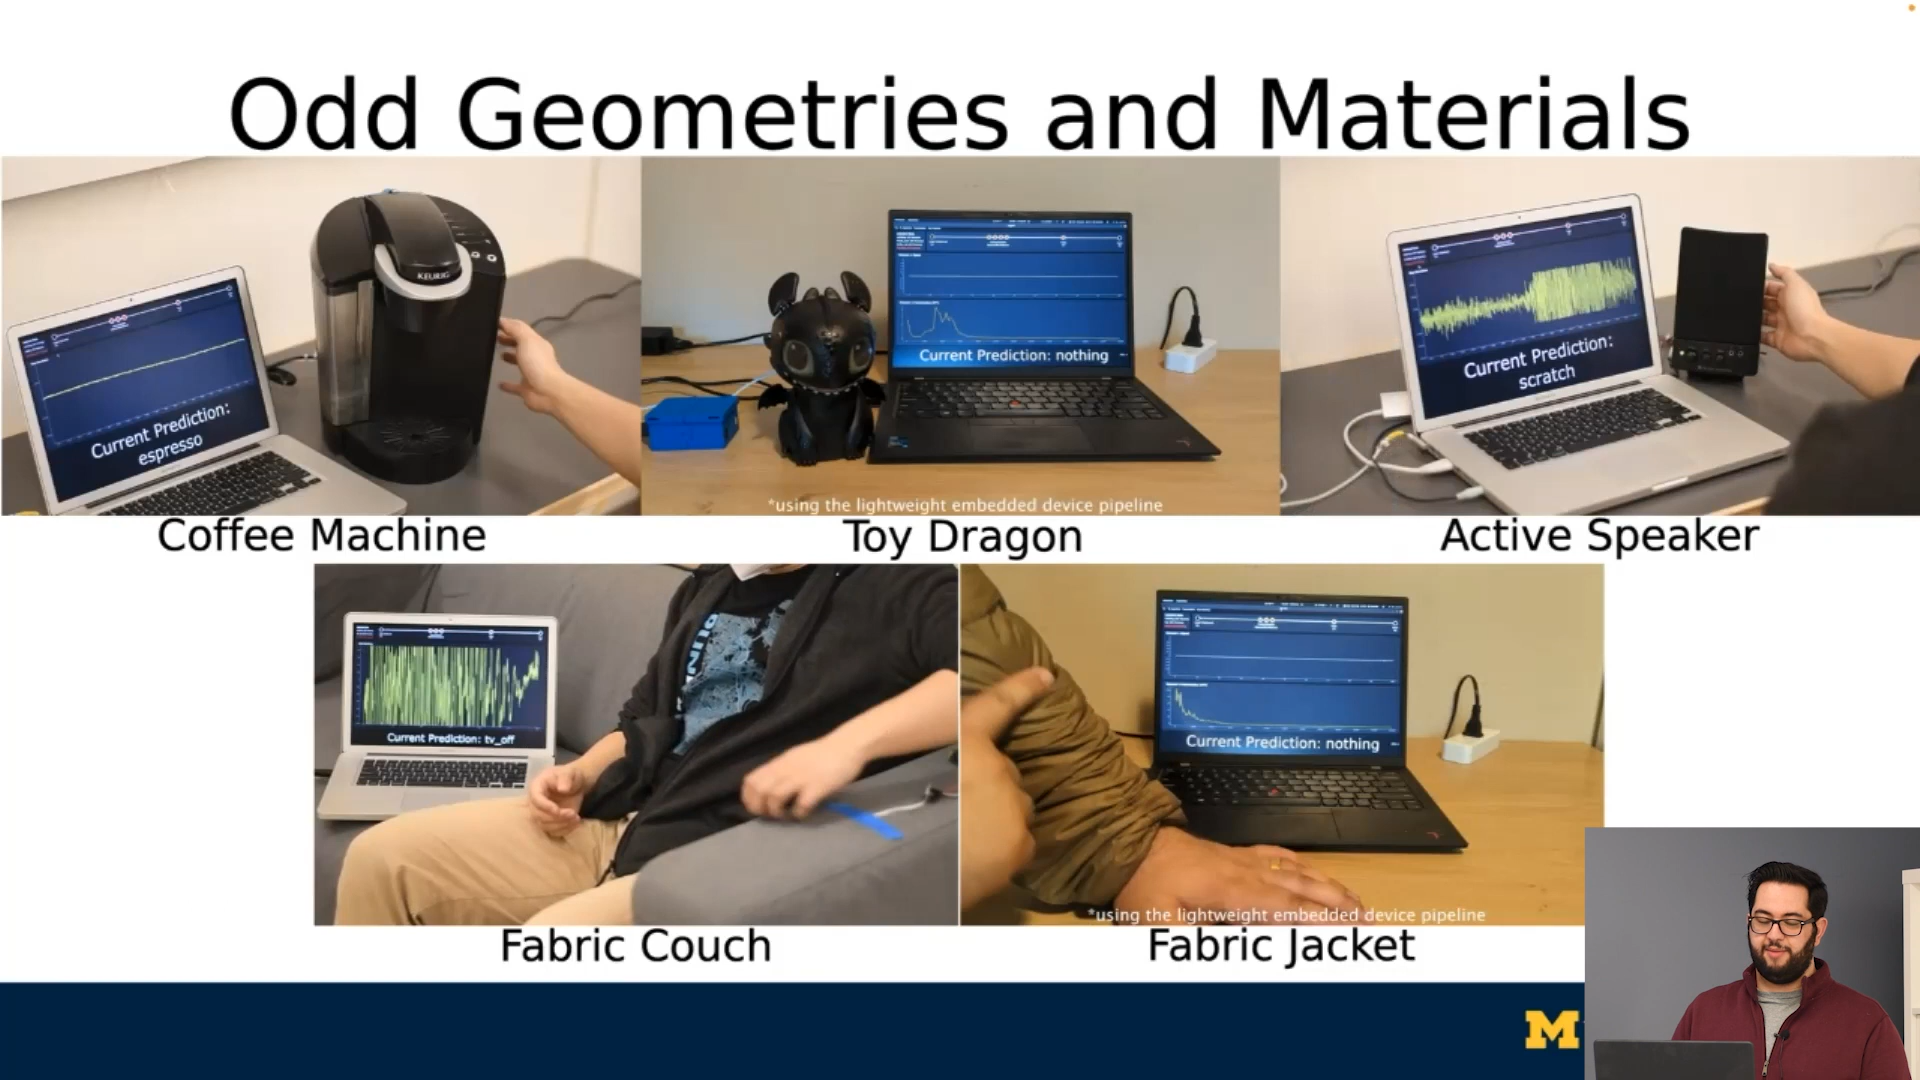 Odd Geometries and Materials
KEURIG
Current Prediction:
espresso
Current Prediction: nothing
*using the lightweight embedded device pipeline
Current Prediction:
scratch
Coffee Machine
Toy Dragon
Active Speaker
Current Prediction: tv_off
Current Prediction: nothing
*using the lightweight embedded device pipeline
Fabric Couch
Fabric Jacket
M